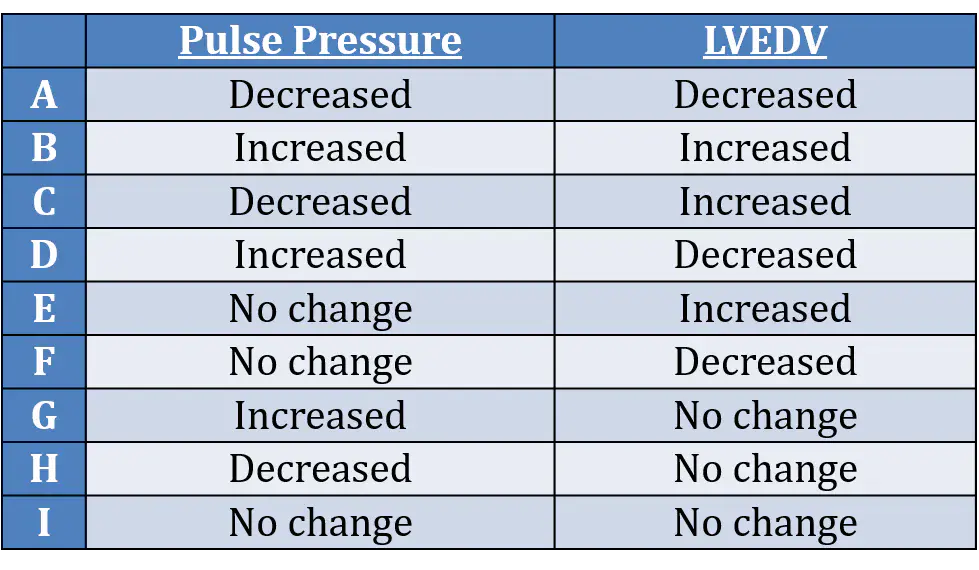 Pulse Pressure LVEDV
A Decreased Decreased
B Increased Increased
C Decreased Increased
D Increased Decreased
E No change Increased
F No change Decreased
G Increased No change
H Decreased No change
I No change No change